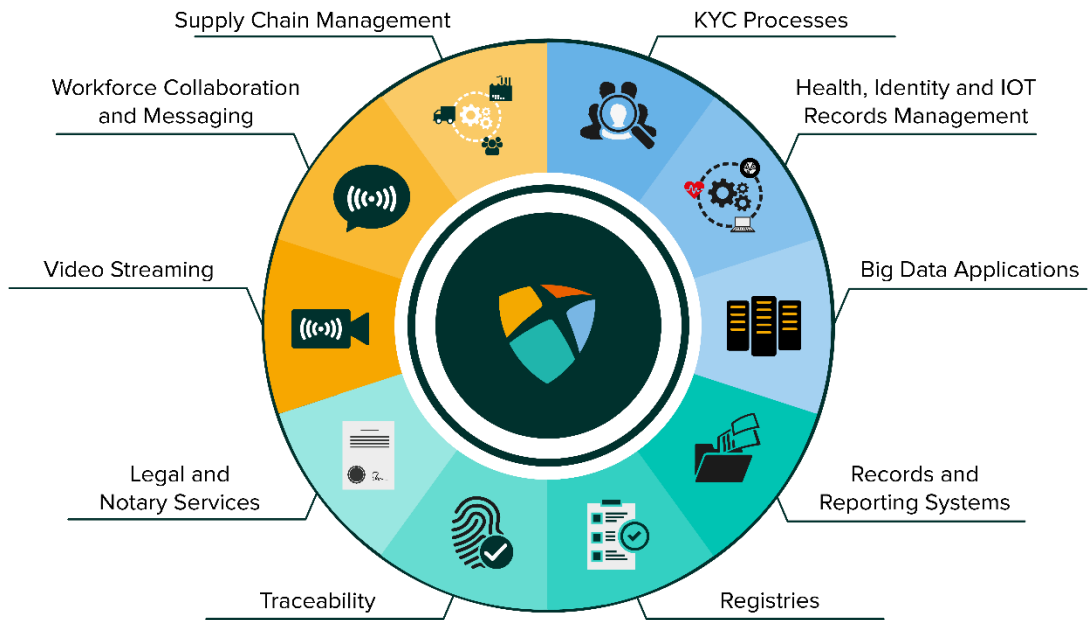 Supply Chain Management
KYC Processes
Workforce Collaboration
and Messaging
Health, Identity and IOT
Records Management
Video Streaming
Big Data Applications
Legal and
Notary Services
Records and
Reporting Systems
Traceability
Registries